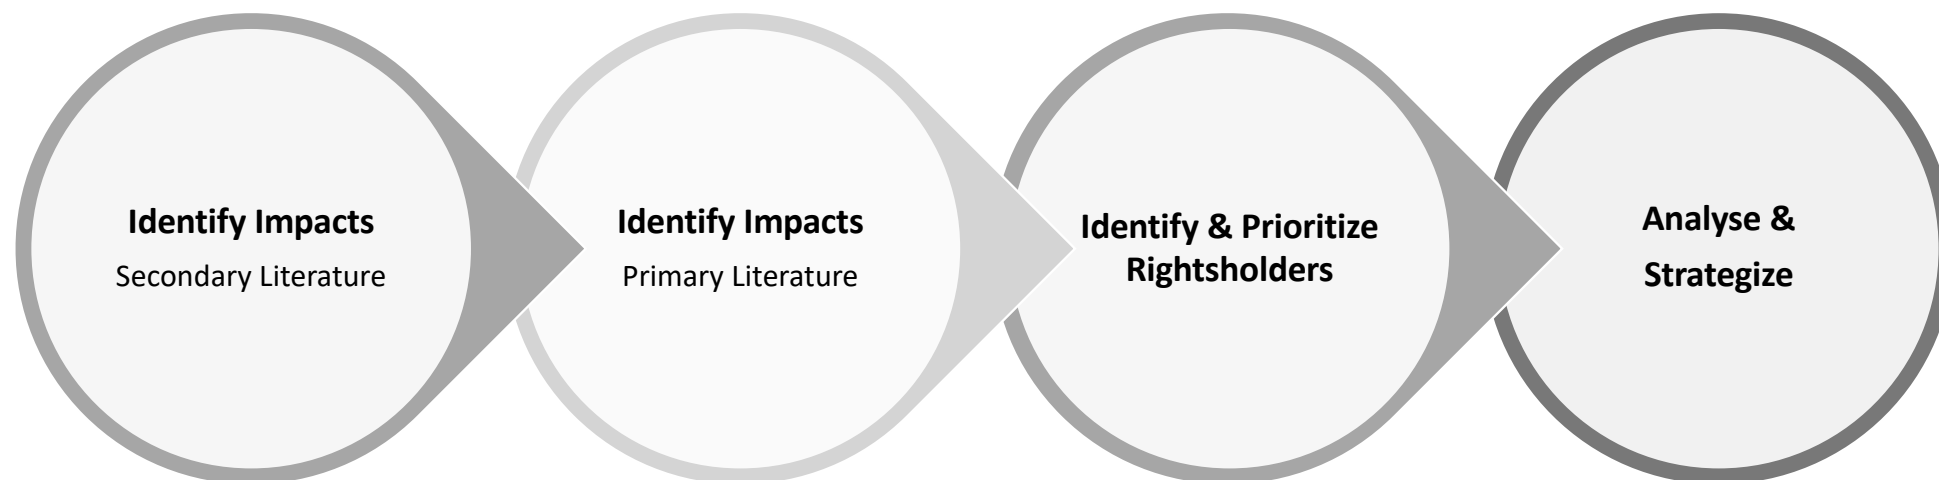 Identify Impacts
Secondary Literature
Identify Impacts
Primary Literature
Identify & Prioritize
Rightsholders
Analyse &
Strategize